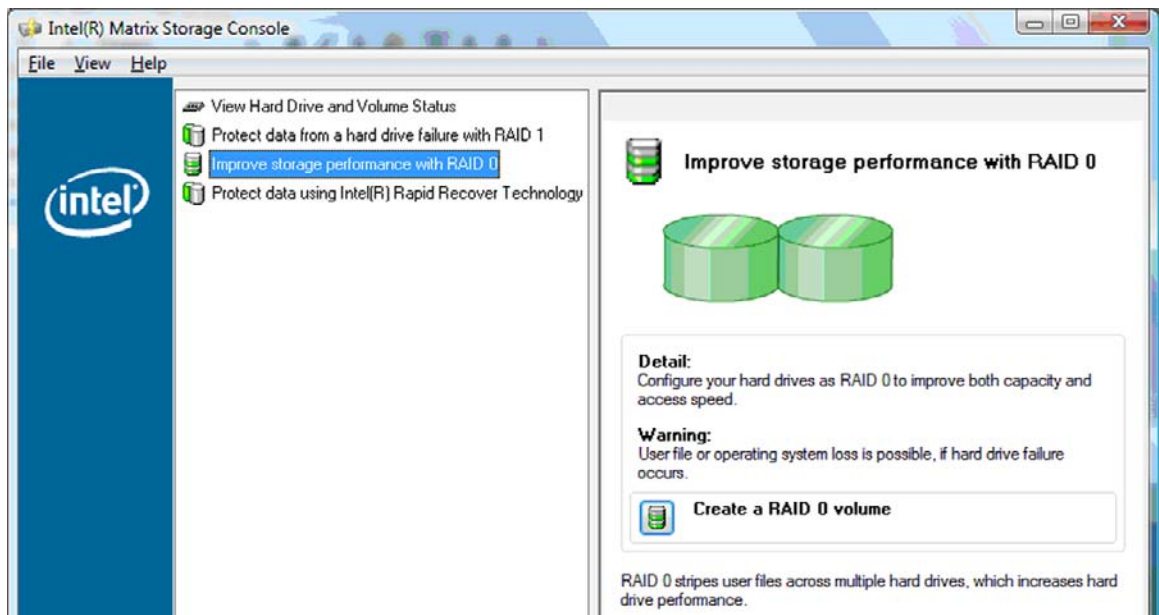 Intel(R) Matrix Storage Console
File View Help
intel
View Hard Drive and Volume Status
Protect data from a hard drive failure with RAID 1
Improve storage performance with RAID 0
Protect data using Intel(R) Rapid Recover Technology
Improve storage performance with RAID 0
Detail:
Configure your hard drives as RAID 0 to improve both capacity and
access speed.
Warning:
User file or operating system loss is possible, if hard drive failure
occurs.
Create a RAID 0 volume
RAID 0 stripes user files across multiple hard drives, which increases hard
drive performance.